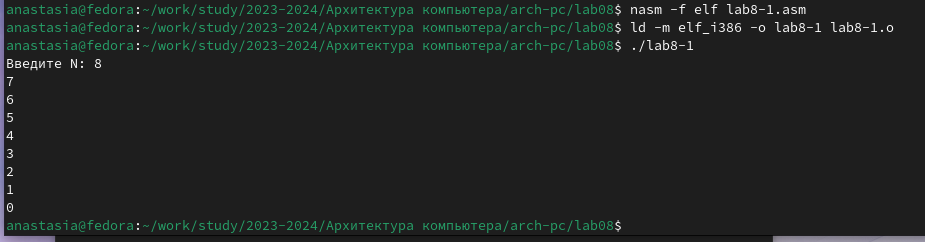 anastasia@fedora:~/work/study/2023-2024/Архитектура компьютера/arch-pc/lab08$ nasm -f elf lab8-1.asm
anastasia@fedora:~/work/study/2023-2024/Архитектура компьютера/arch-pc/lab08$ ld -m elf_i386 -o lab8-1 lab8-1.o
anastasia@fedora:~/work/study/2023-2024/Архитектура компьютера/arch-pc/lab08$ ./lab8-1
Введите N: 8
7
6
5
4
3
2
1
0
anastasia@fedora:~/work/study/2023-2024/Архитектура компьютера/arch-pc/lab08$